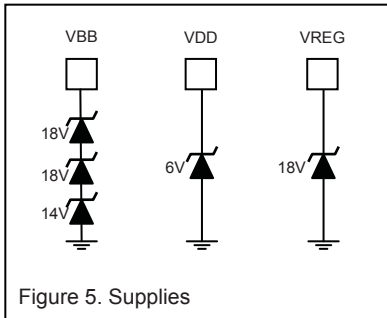 VBB VDD VREG
18V
18V 6V 18V
14V
Figure 5. Supplies